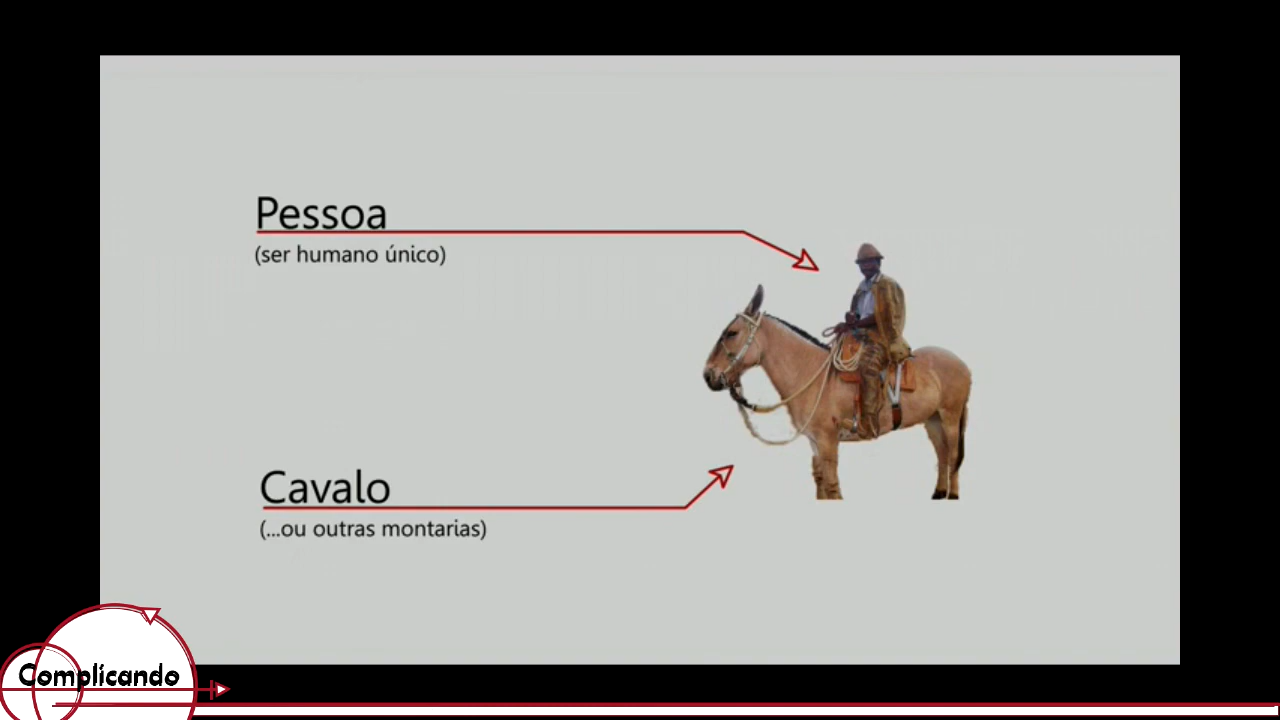 Pessoa
(ser humano único)
Cavalo
(...ou outras montarias)
Complicando